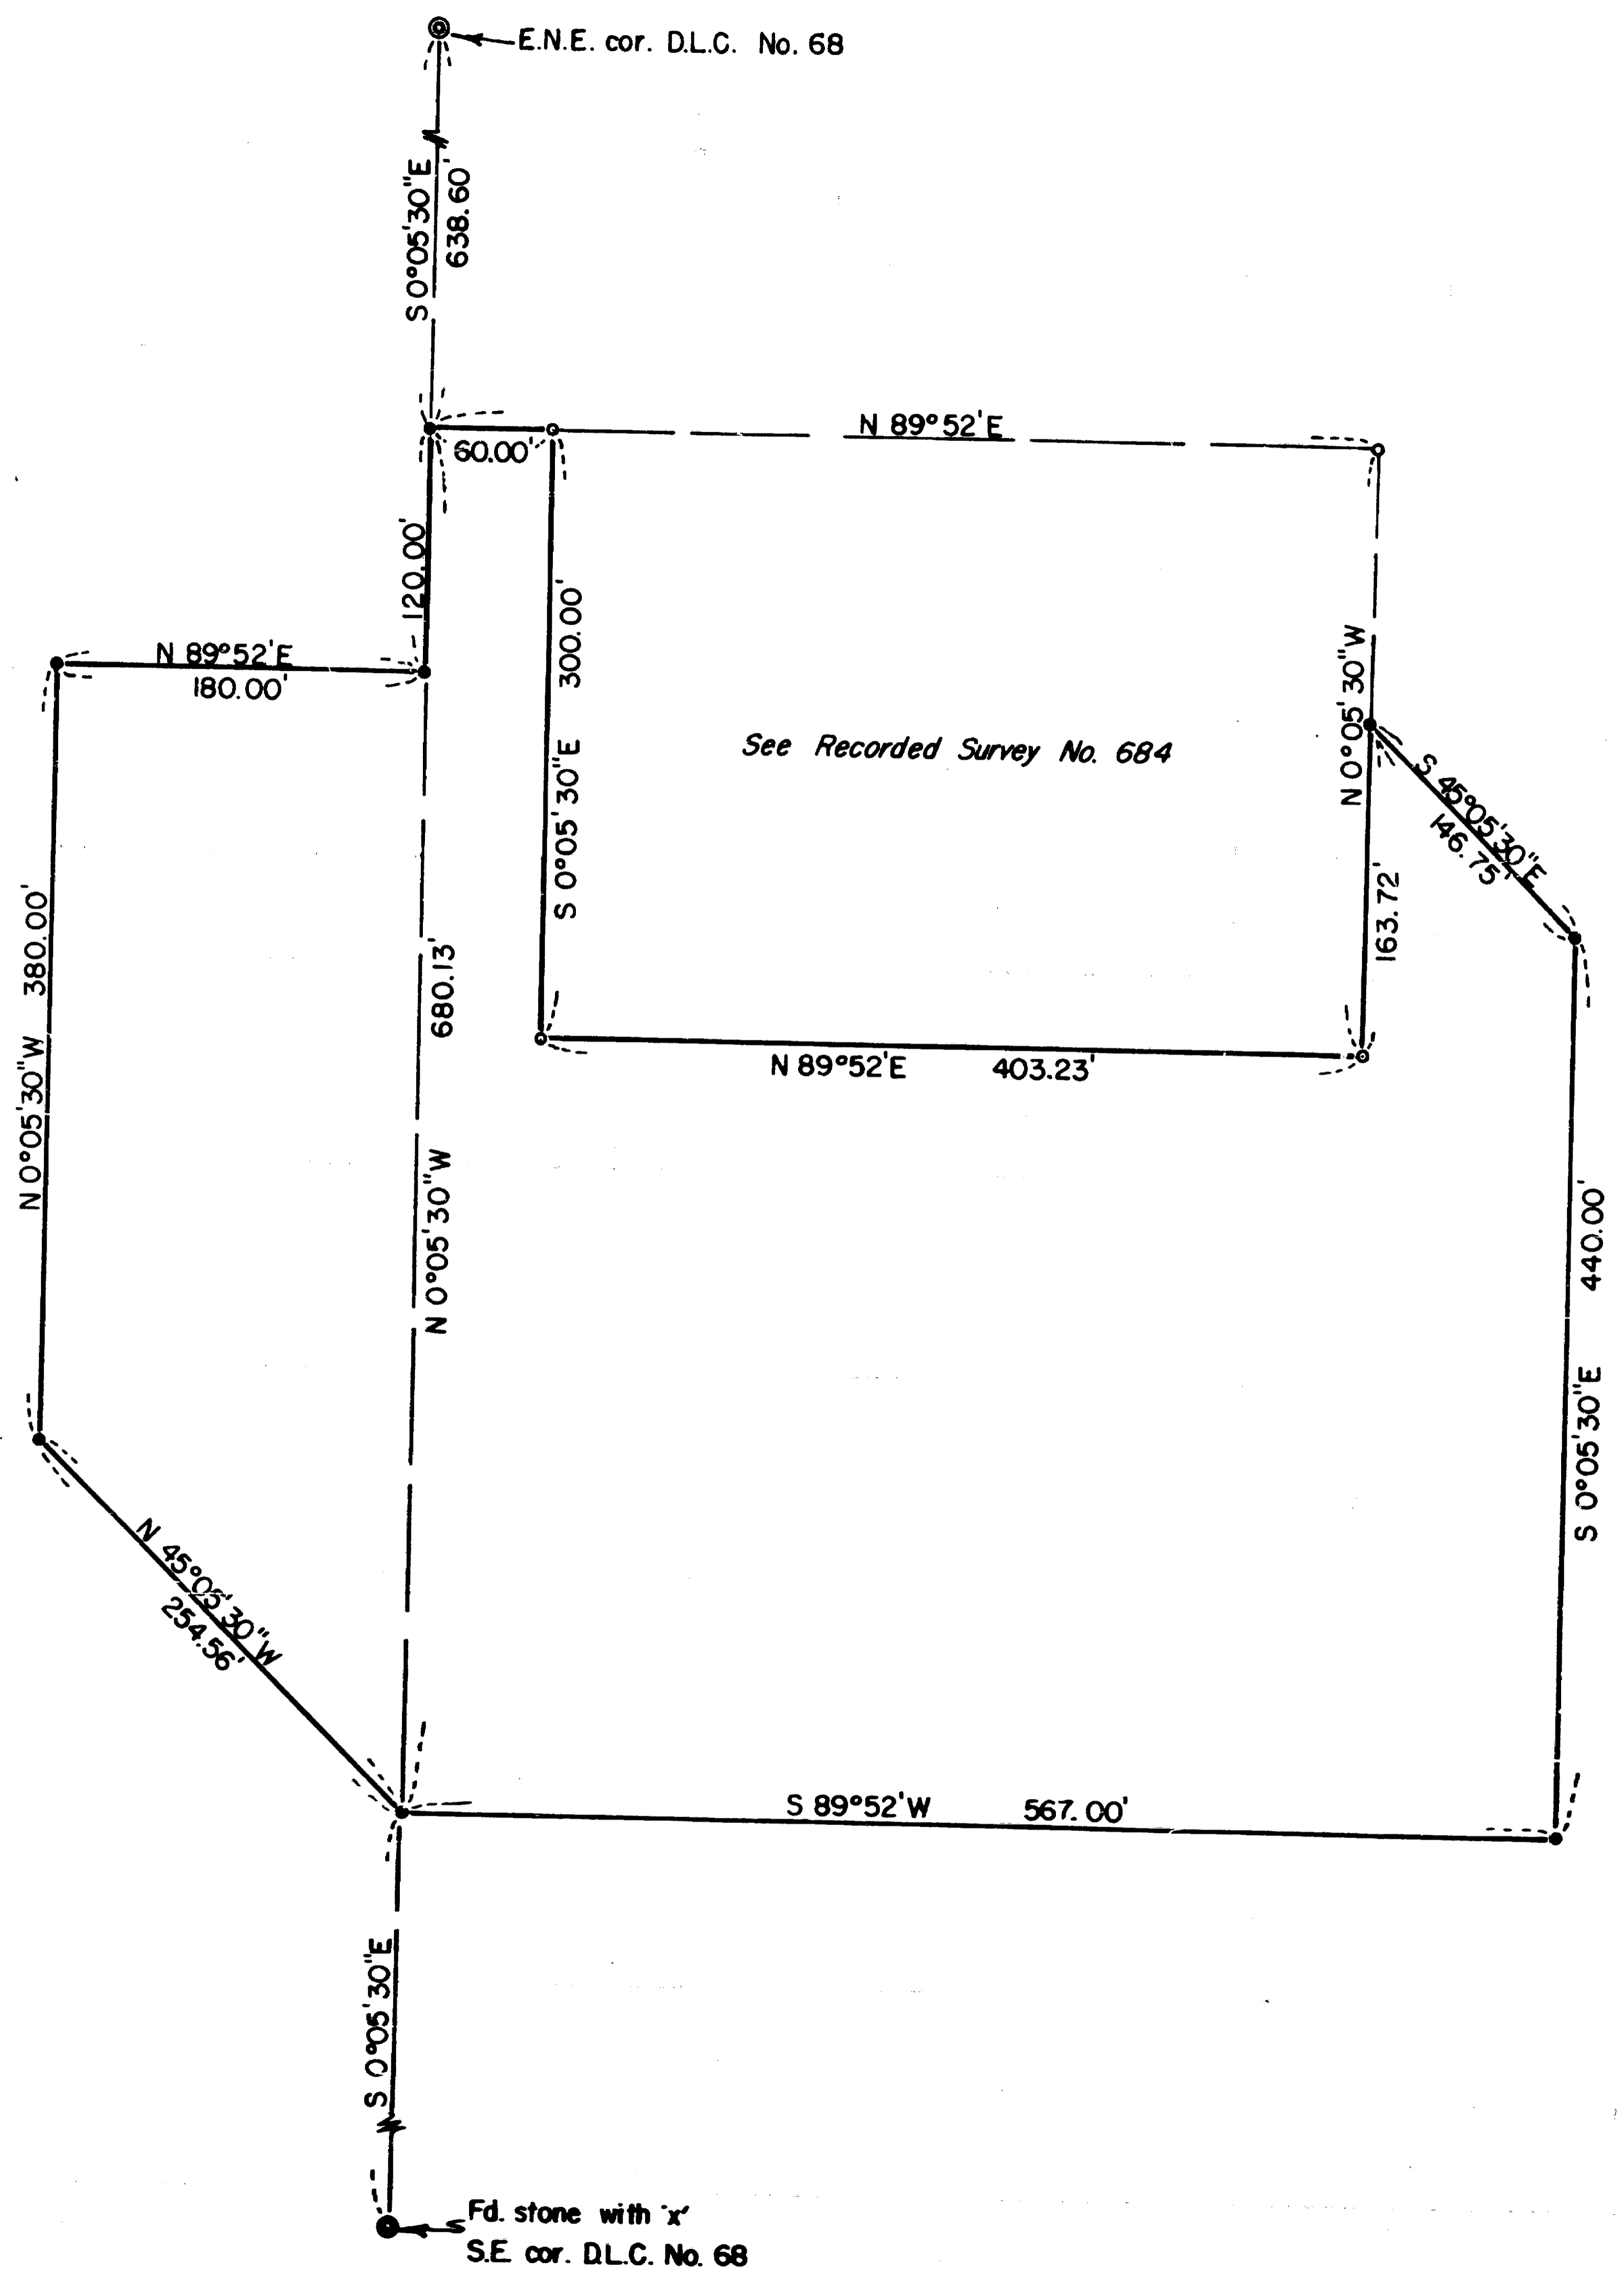 E.N.E. cor. D.L.C. No. 68
S 0°05'30"E
638.60'
N 89°52'E
60.00'
120.00'
N 89°52'E
180.00'
S 0°05'30"E 300.00'
N 0°05'30"W
163.72'
See Recorded Survey No. 684
S 45°05'30"E
146.75'
N 0°05'30"W 380.00'
680.13'
N 0°05'30"W
N 89°52'E 403.23'
S 0°05'30"E 440.00'
N 45°05'30"W
254.56'
S 89°52'W 567.00'
S 0°05'30"E
Fd. stone with 'x'
S.E. cor. D.L.C. No. 68